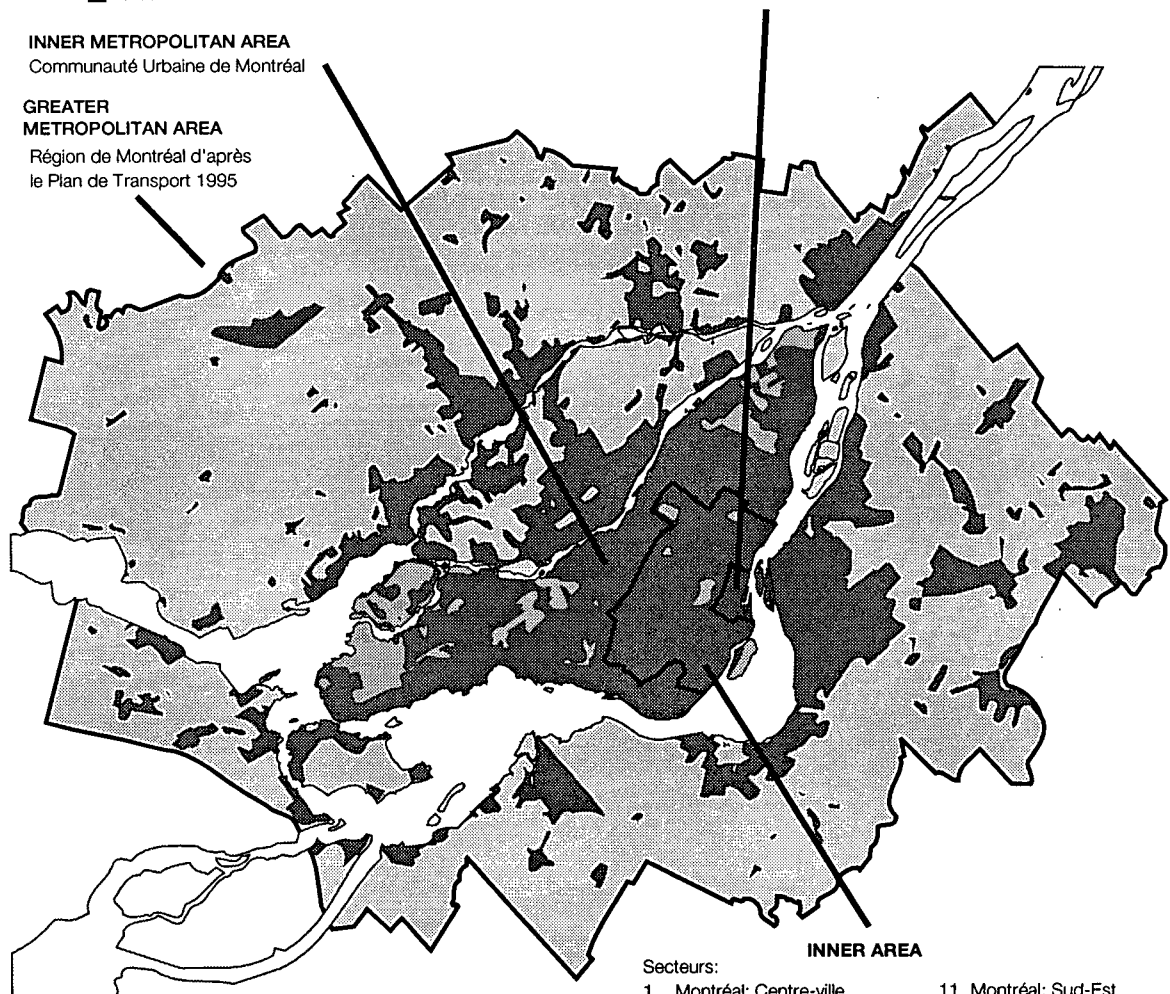 INNER METROPOLITAN AREA
Communauté Urbaine de Montréal
GREATER
METROPOLITAN AREA
Région de Montréal d'après
le Plan de Transport 1995
INNER AREA
Secteurs:
1 Montréal: Centre-ville
11 Montréal: Sud-Est